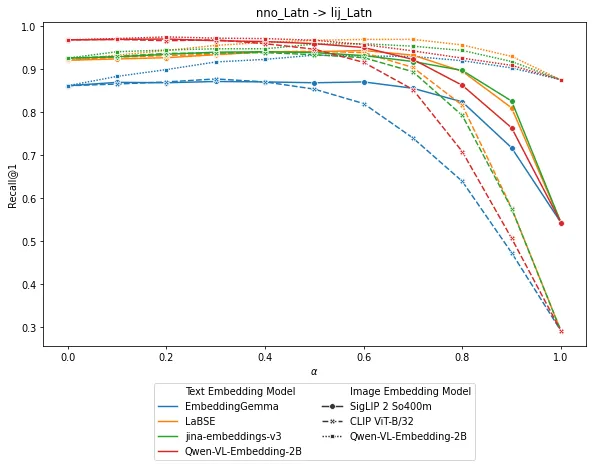 nno_Latn -> lij_Latn
1.0
0.9
0.8
0.7
0.6
0.5
0.4
0.3
Recall@1
0.0 0.2 0.4 0.6 0.8 1.0
α
Text Embedding Model
EmbeddingGemma
LaBSE
jina-embeddings-v3
Qwen-VL-Embedding-2B
Image Embedding Model
SigLIP 2 So400m
CLIP ViT-B/32
Qwen-VL-Embedding-2B